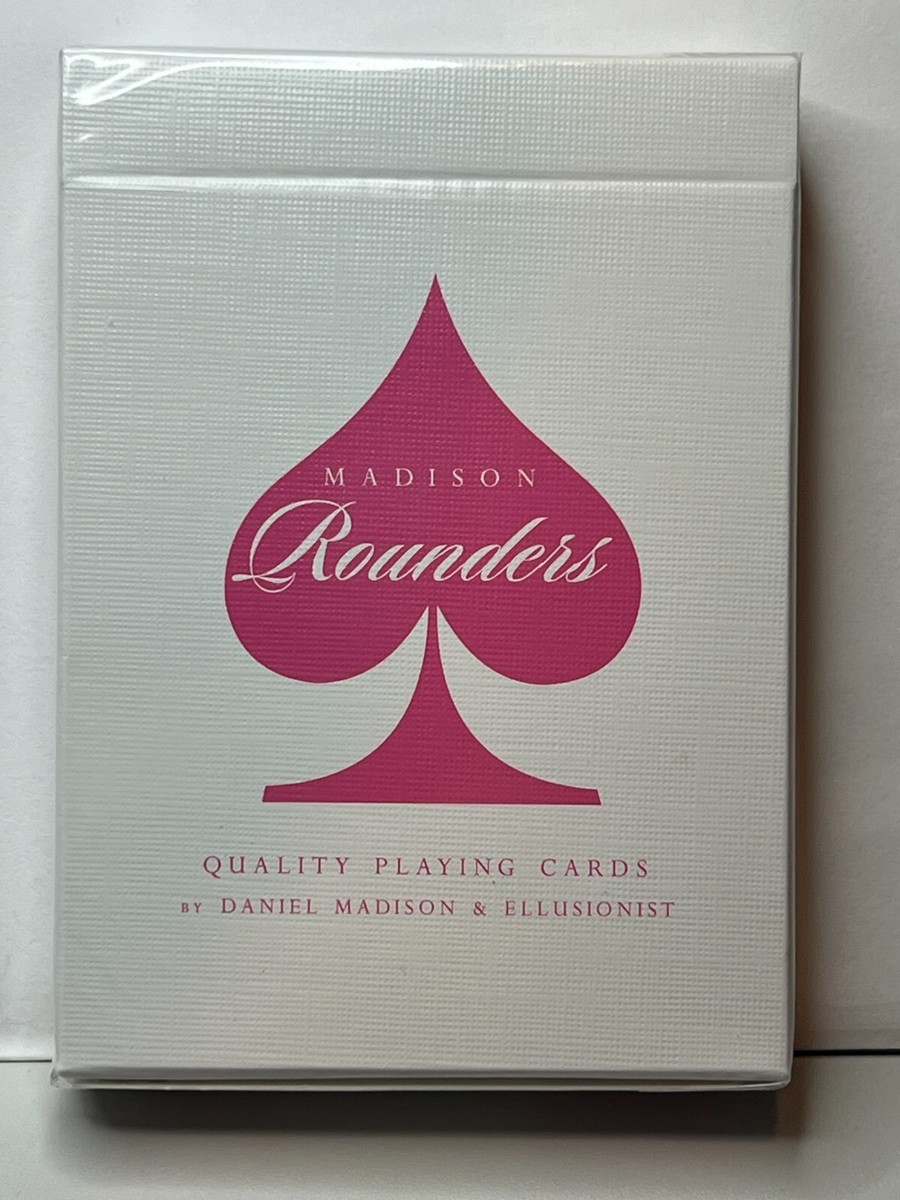 MADISON
Rounders
QUALITY PLAYING CARDS
BY DANIEL MADISON & ELLUSIONIST